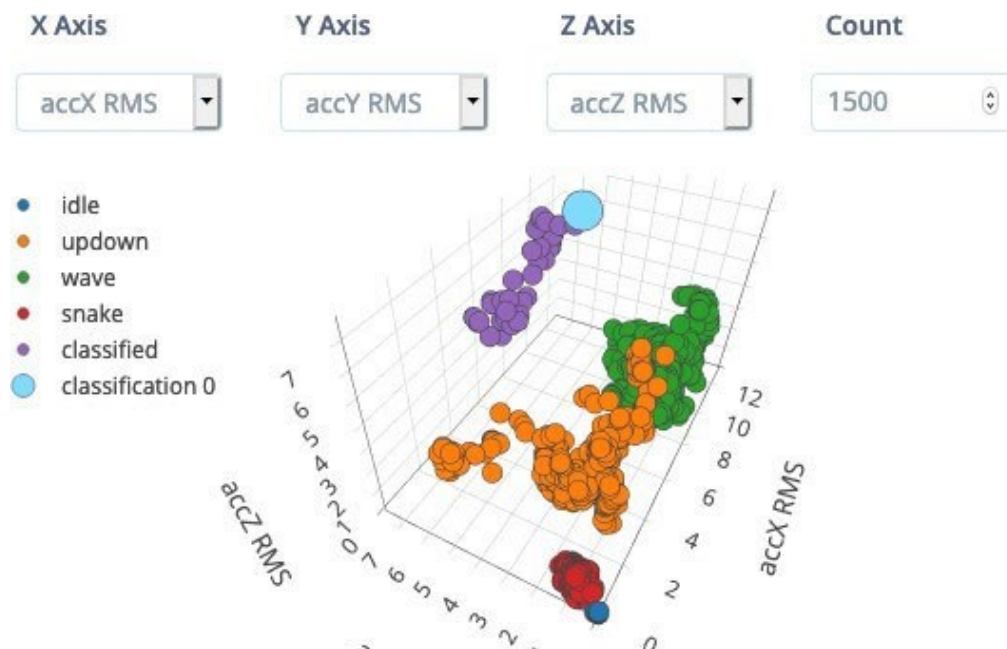 X Axis Y Axis Z Axis Count
accX RMS accY RMS accZ RMS 1500
idle
updown
wave
snake
classified
classification 0
7
6
5
4
3
2
1
0
accZ RMS
7
6
5
4
3
2
12
10
8
6
4
2
0
accX RMS